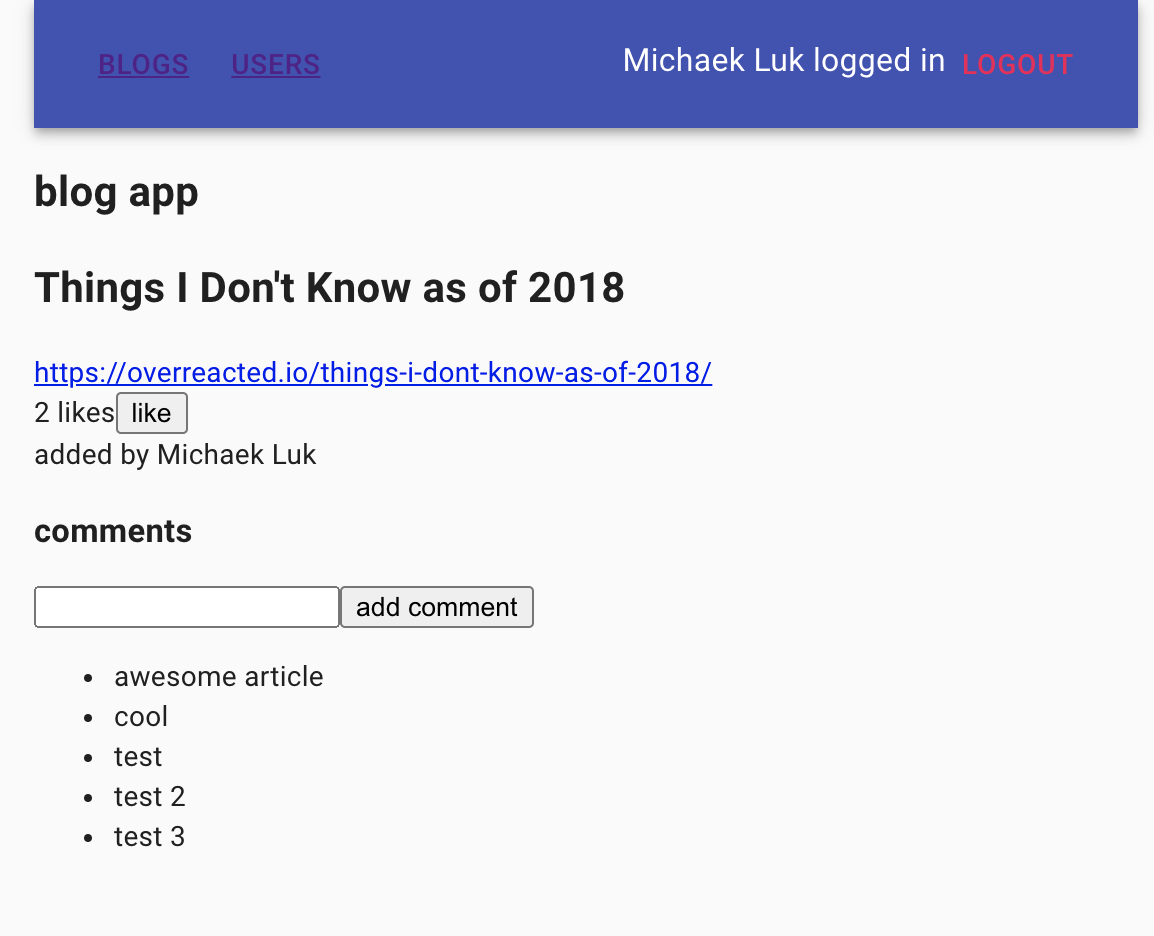 BLOGS USERS Michaek Luk logged in LOGOUT
blog app
Things I Don't Know as of 2018
https://overreacted.io/things-i-dont-know-as-of-2018/
2 likes like
added by Michaek Luk
comments
add comment
awesome article
cool
test
test 2
test 3